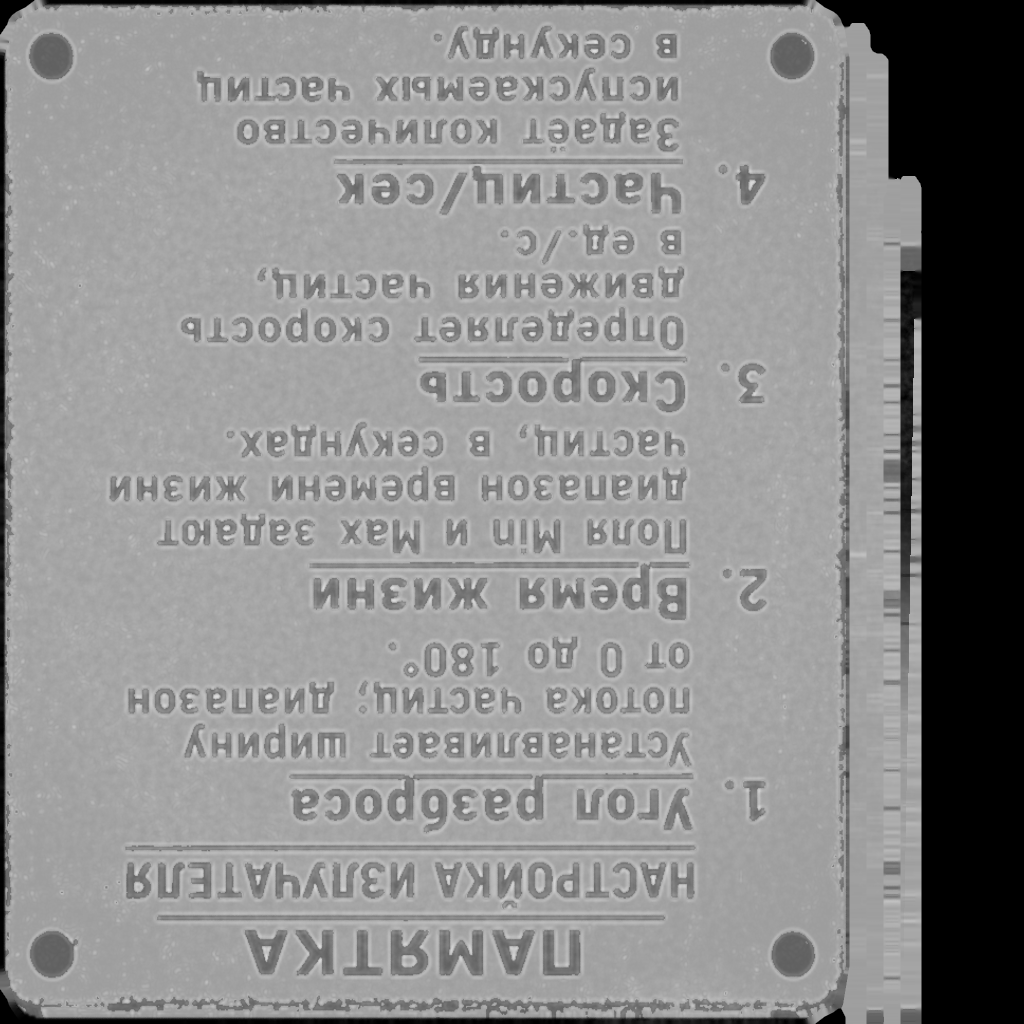 ПАМЯТКА
НАСТРОЙКА ИЗЛУЧАТЕЛЯ
1. Угол разброса
Устанавливает ширину
потока частиц; диапазон
от 0 до 180°.
2. Время жизни
Поля Min и Max задают
диапазон времени жизни
частиц, в секундах.
3. Скорость
Определяет скорость
движения частиц,
в ед./с.
4. Частиц/сек
Задаёт количество
испускаемых частиц
в секунду.